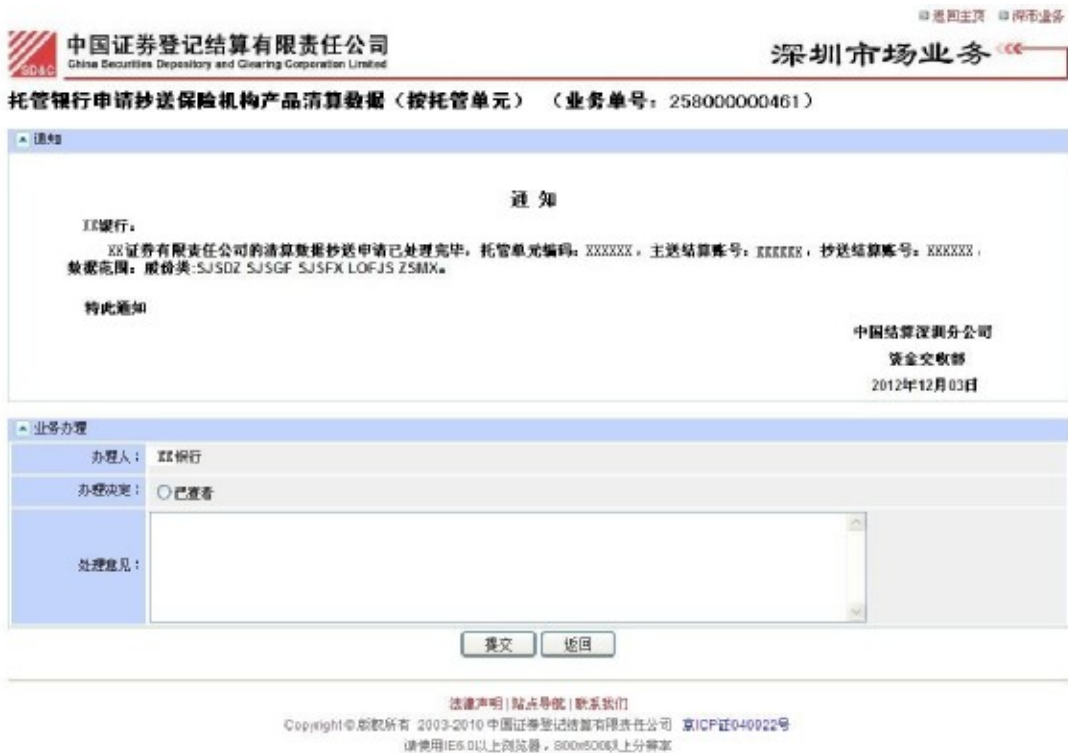 返回主页 深市业务
中国证券登记结算有限责任公司
China Securities Depository and Clearing Corporation Limited
SD&C
深圳市场业务
托管银行申请抄送保险机构产品清算数据（按托管单元） （业务单号：258000000461）
通知
通 知
XX银行：
XX证券有限责任公司的清算数据抄送申请已处理完毕，托管单元编码：XXXXXX，主送结算账号：XXXXXX，抄送结算账号：XXXXXX，
数据范围：股份类:SJSDZ SJSGF SJSFX LOFJS ZSMX。
特此通知
中国结算深圳分公司
资金交收部
2012年12月03日
业务办理
办理人： XX银行
办理决定： 已查看
处理意见：
提交 返回
法律声明 | 站点导航 | 联系我们
Copyright © 版权所有 2003-2010 中国证券登记结算有限责任公司 京ICP证040922号
请使用IE6.0以上浏览器，800x600以上分辨率